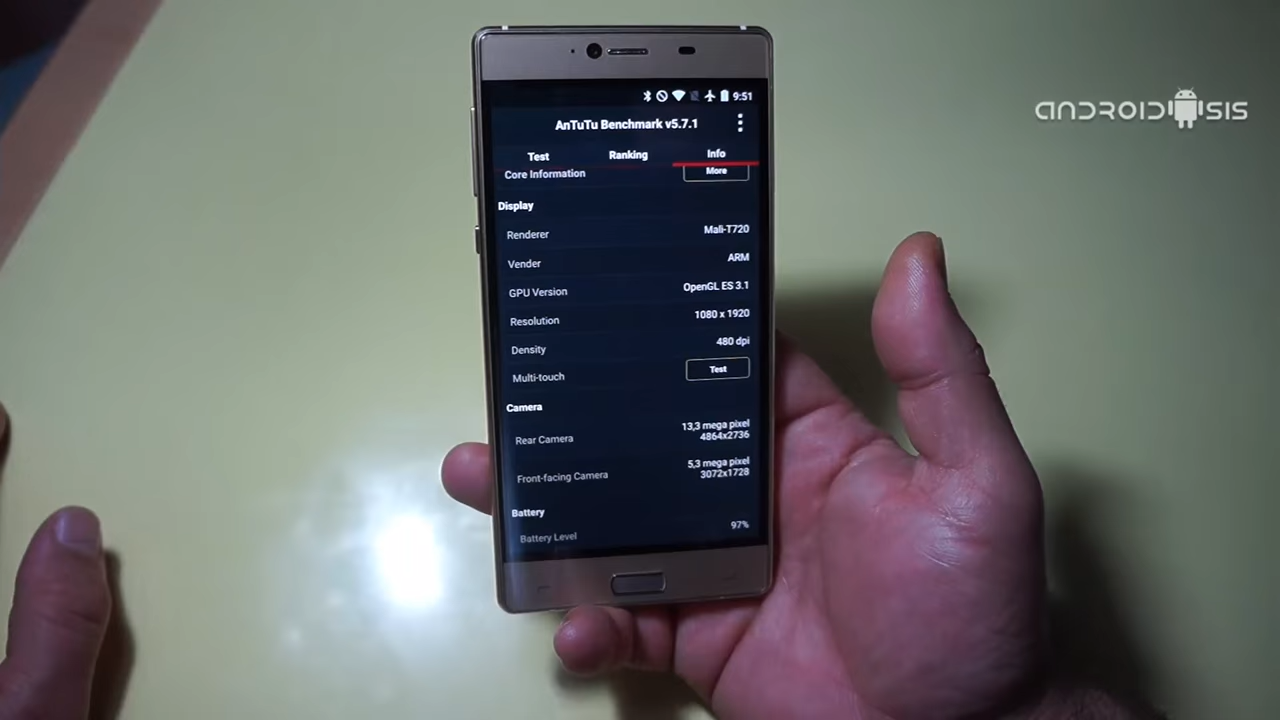 ANDROIDSIS
9:51
AnTuTu Benchmark v5.7.1
Test Ranking Info
Core Information More
Display
Renderer Mali-T720
Vender ARM
GPU Version OpenGL ES 3.1
Resolution 1080 x 1920
Density 480 dpi
Multi-touch Test
Camera
Rear Camera 13,3 mega pixel
4864x2736
Front-facing Camera 5,3 mega pixel
3072x1728
Battery
Battery Level 97%